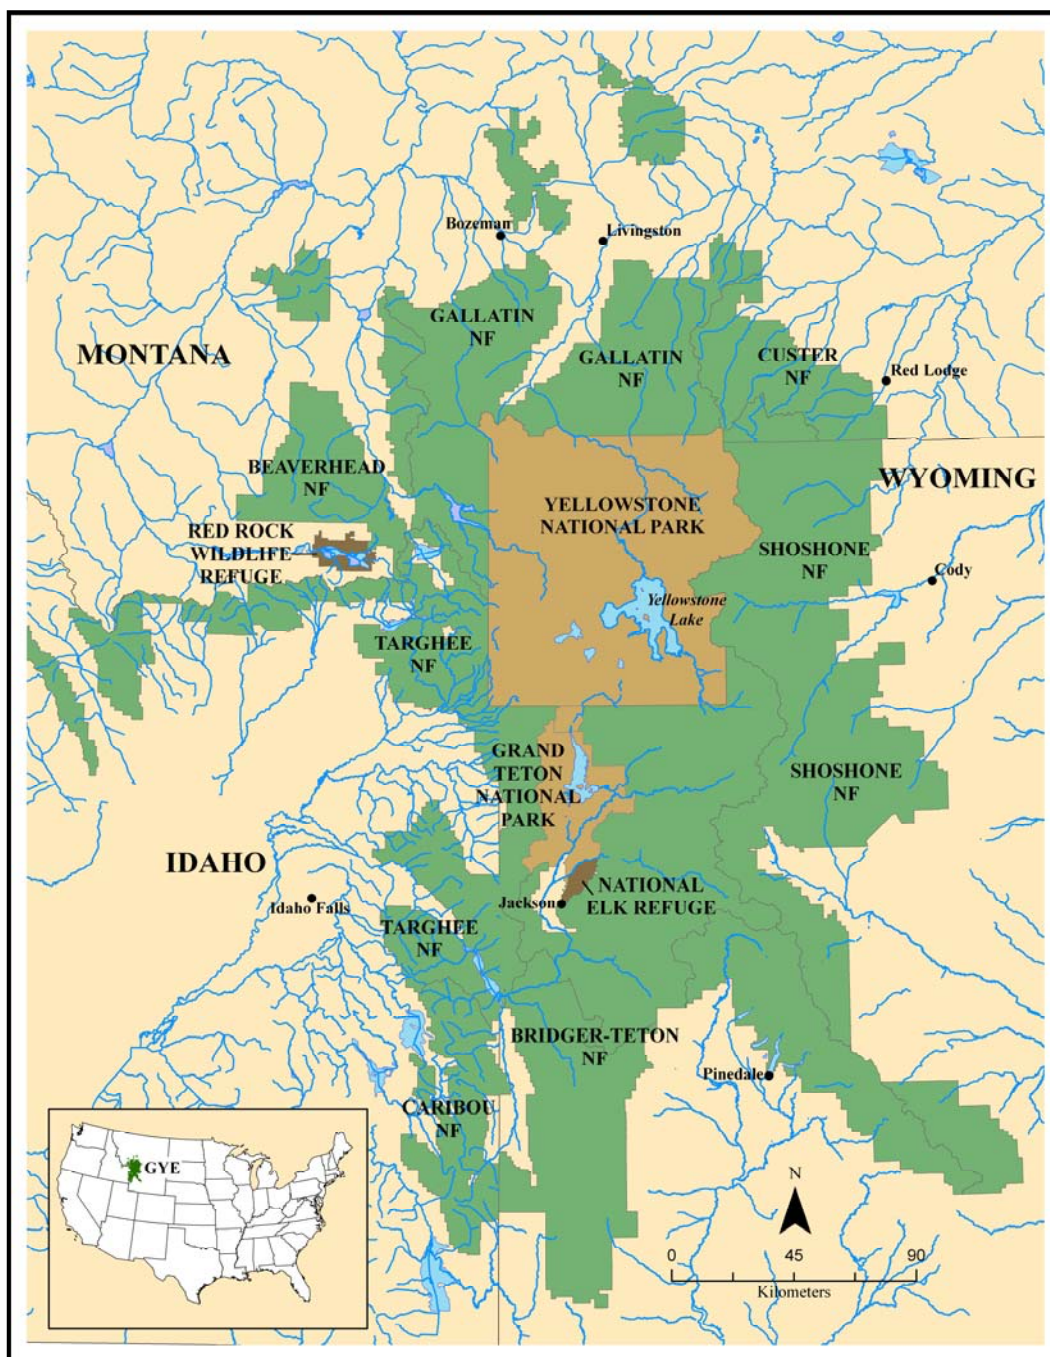 Bozeman
Livingston
GALLATIN
NF
MONTANA
GALLATIN
NF
CUSTER
NF
Red Lodge
BEAVERHEAD
NF
WYOMING
YELLOWSTONE
NATIONAL PARK
RED ROCK
WILDLIFE
REFUGE
SHOSHONE
NF
Cody
Yellowstone
Lake
TARGHEE
NF
GRAND
TETON
NATIONAL
PARK
SHOSHONE
NF
IDAHO
Idaho Falls
Jackson
NATIONAL
ELK REFUGE
TARGHEE
NF
BRIDGER-TETON
NF
Pinedale
CARIBOU
NF
GYE
N
0 45 90
Kilometers